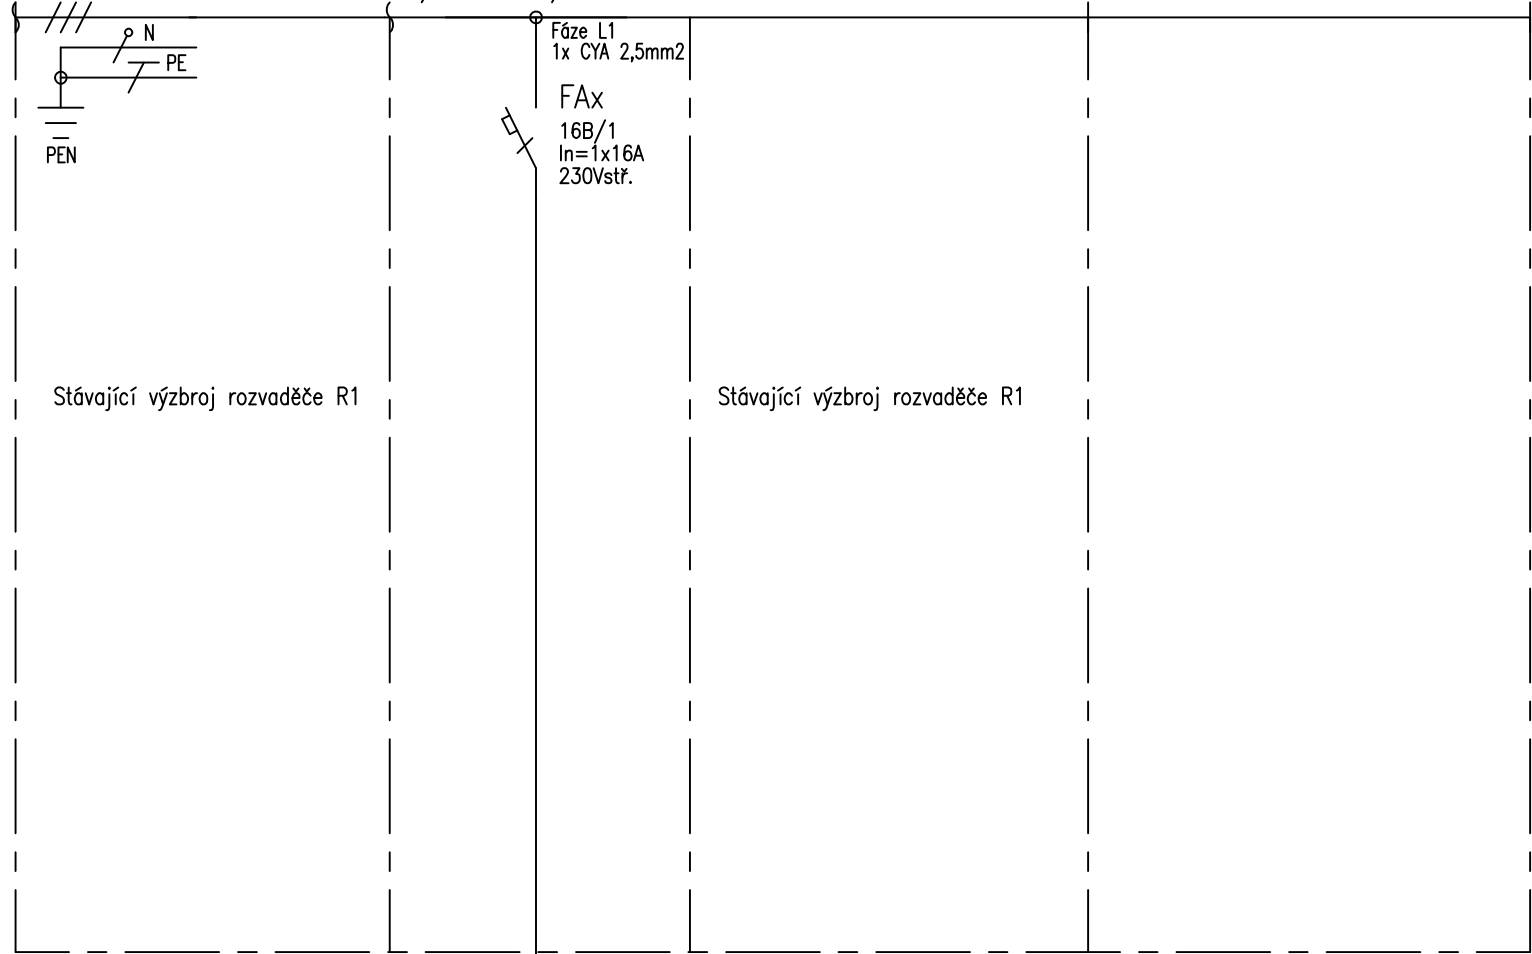 N
PE
PEN
Fáze L1
1x CYA 2,5mm2
FAx
16B/1
In=1x16A
230Vstř.
Stávající výzbroj rozvaděče R1
Stávající výzbroj rozvaděče R1